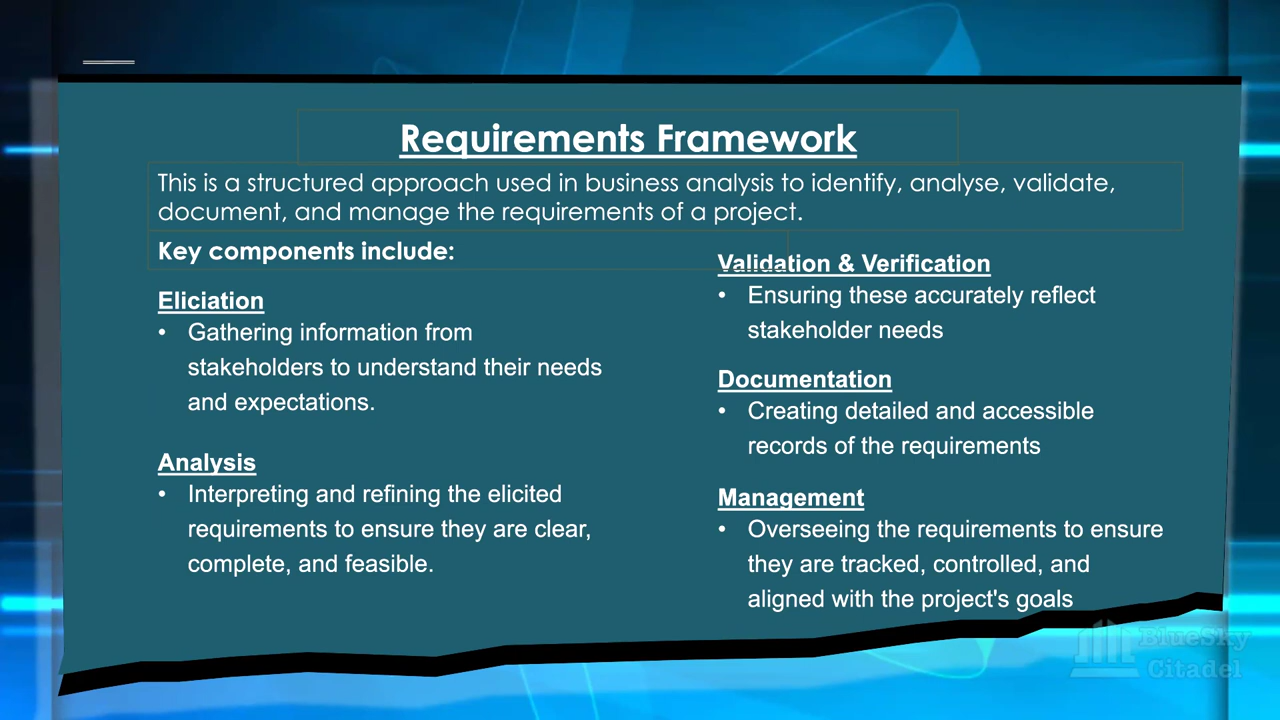 Requirements Framework
This is a structured approach used in business analysis to identify, analyse, validate,
document, and manage the requirements of a project.
Key components include:
Eliciation
• Gathering information from
stakeholders to understand their needs
and expectations.
Analysis
• Interpreting and refining the elicited
requirements to ensure they are clear,
complete, and feasible.
Validation & Verification
• Ensuring these accurately reflect
stakeholder needs
Documentation
• Creating detailed and accessible
records of the requirements
Management
• Overseeing the requirements to ensure
they are tracked, controlled, and
aligned with the project's goals
BlueSky
Citadel